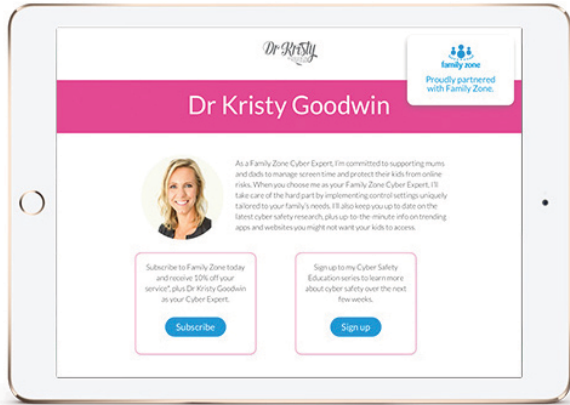 Dr Kristy
family zone
Proudly partnered
with Family Zone.
Dr Kristy Goodwin
As a Family Zone Cyber Expert, I'm committed to supporting mums
and dads to manage screen time and protect their kids from online
risks. When you choose me as your Family Zone Cyber Expert, I'll
take care of the hard part by implementing control settings uniquely
tailored to your family's needs. I'll also keep you up to date on the
latest cyber safety research, plus up-to-the-minute info on trending
apps and websites you might not want your kids to access.
Subscribe to Family Zone today
and receive 10% off your
service*, plus Dr Kristy Goodwin
as your Cyber Expert.
Subscribe
Sign up to my Cyber Safety
Education series to learn more
about cyber safety over the next
few weeks.
Sign up